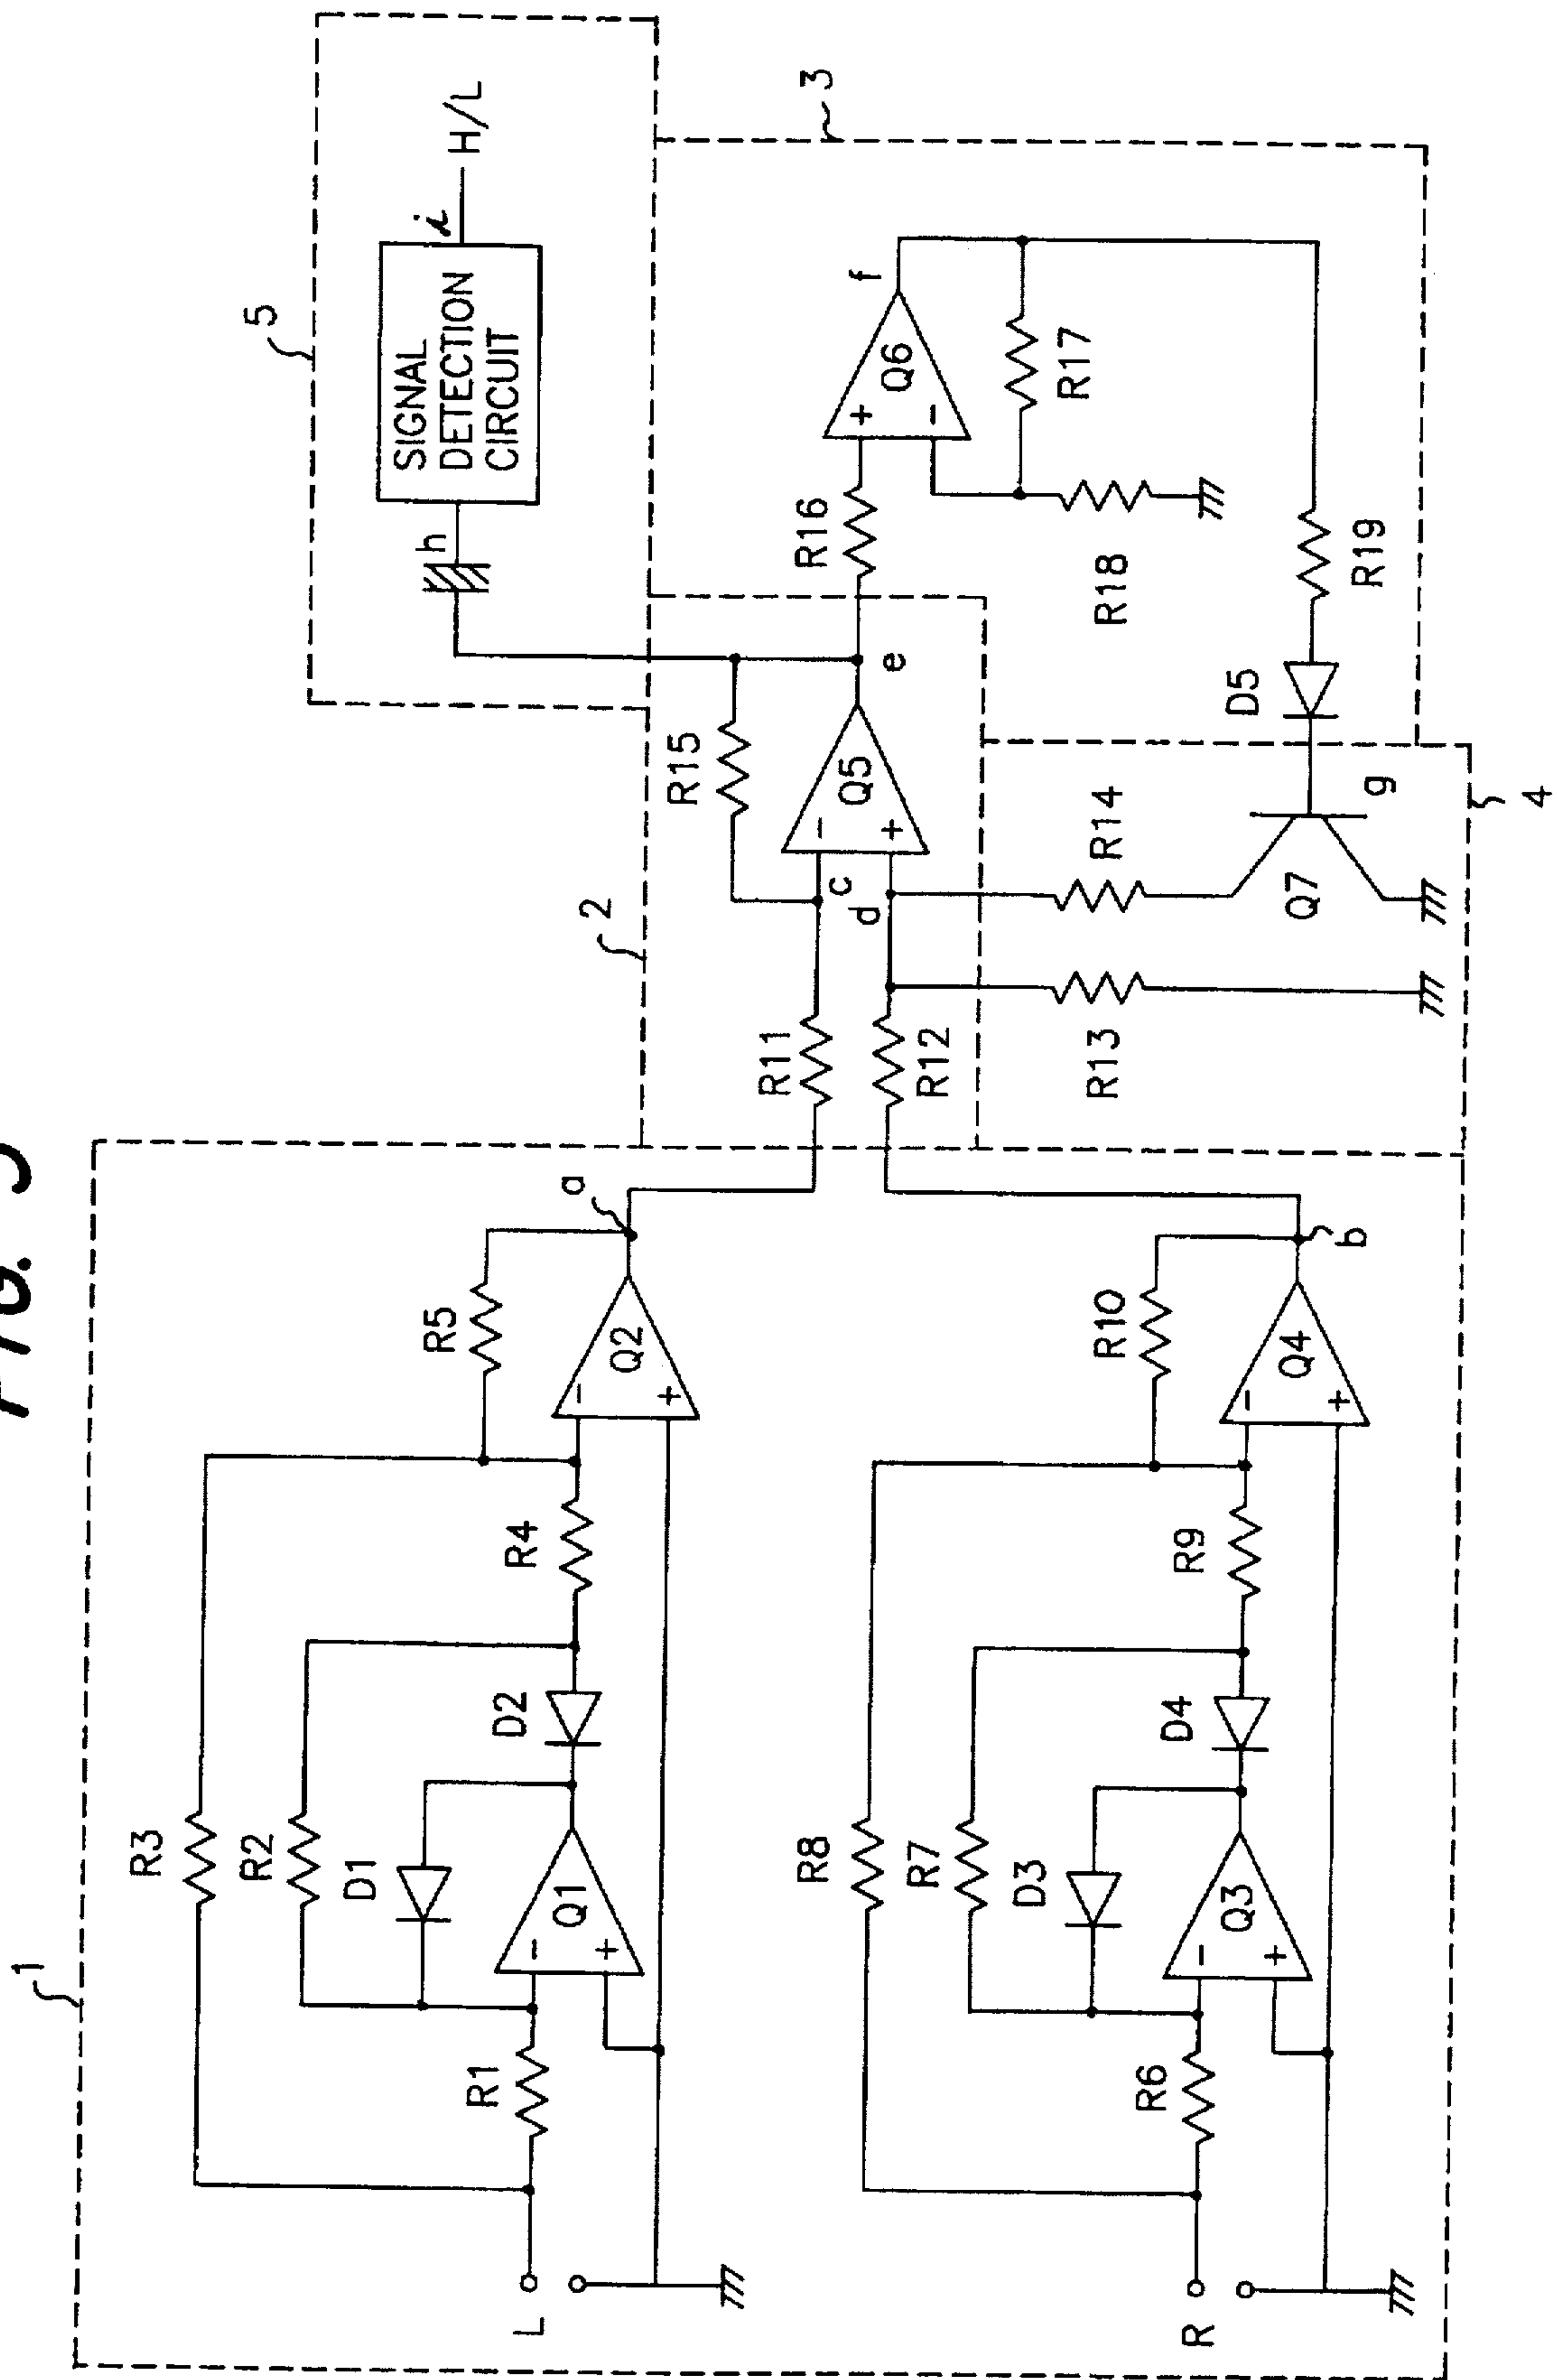 FIG. 3
1
R3
R2
D1
R1
Q1
D2
R4
R5
Q2
a
L
R8
R7
D3
R6
Q3
D4
R9
R10
Q4
b
R
2
R11
R12
c
d
R15
Q5
e
5
h
SIGNAL
DETECTION
CIRCUIT
i
H/L
3
R16
Q6
f
R17
R18
R19
D5
4
R13
R14
Q7
g